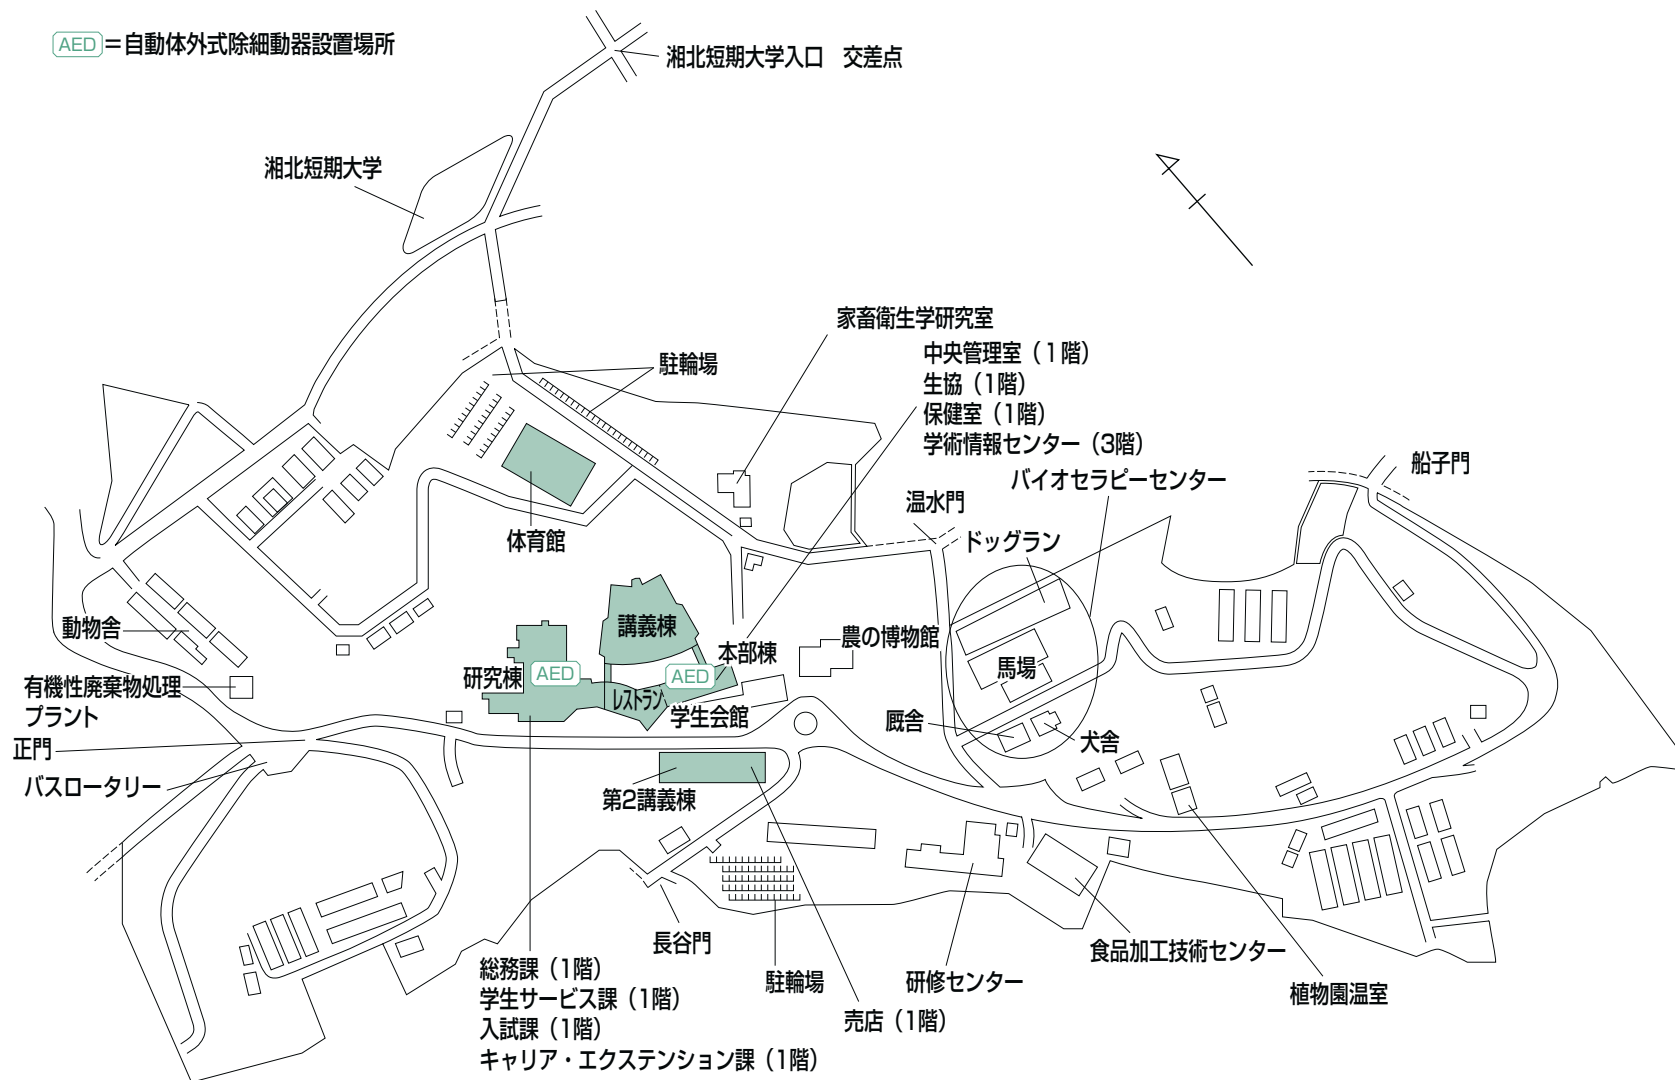 AED=自動体外式除細動器設置場所
湘北短期大学入口　交差点
湘北短期大学
家畜衛生学研究室
中央管理室（1階）
生協（1階）
保健室（1階）
学術情報センター（3階）
駐輪場
船子門
バイオセラピーセンター
温水門
ドッグラン
体育館
動物舎
講義棟
農の博物館
本部棟
馬場
研究棟
AED
AED
有機性廃棄物処理
プラント
レストラン
学生会館
厩舎
犬舎
正門
バスロータリー
第2講義棟
長谷門
食品加工技術センター
総務課（1階）
学生サービス課（1階）
入試課（1階）
キャリア・エクステンション課（1階）
駐輪場
研修センター
植物園温室
売店（1階）